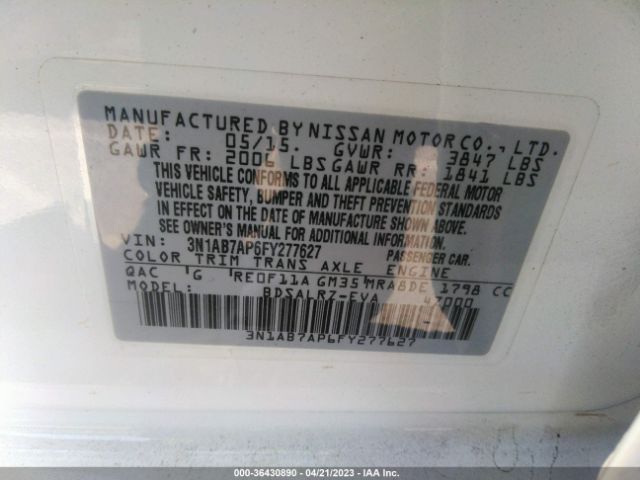 MANUFACTURED BY NISSAN MOTOR CO., LTD.
DATE: 05/15. GVWR: 3847 LBS
GAWR FR: 2006 LBS GAWR RR: 1841 LBS
THIS VEHICLE CONFORMS TO ALL APPLICABLE FEDERAL MOTOR
VEHICLE SAFETY, BUMPER AND THEFT PREVENTION STANDARDS
IN EFFECT ON THE DATE OF MANUFACTURE SHOWN ABOVE.
SEE OWNER'S MANUAL FOR ADDITIONAL INFORMATION.
VIN: 3N1AB7AP6FY277627 PASSENGER CAR.
COLOR TRIM TRANS AXLE ENGINE
QAC G RE0F11A GM35 MRA8DE 1798 CC
MODEL: BDSALRZ-EVA 47000
3N1AB7AP6FY277627
000-36430890 - 04/21/2023 - IAA Inc.